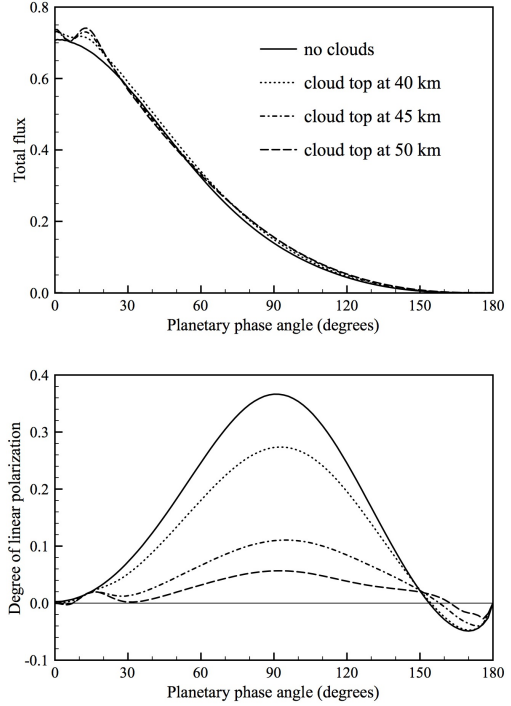 0.8
0.6
0.4
0.2
0.0
Total flux
no clouds
cloud top at 40 km
cloud top at 45 km
cloud top at 50 km
0 30 60 90 120 150 180
Planetary phase angle (degrees)
0.4
0.3
0.2
0.1
0.0
-0.1
Degree of linear polarization
0 30 60 90 120 150 180
Planetary phase angle (degrees)